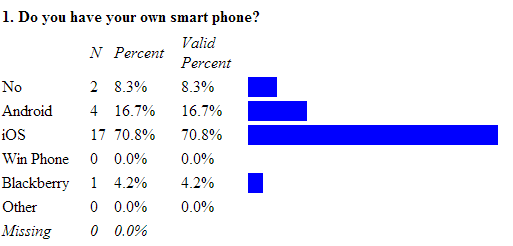 1. Do you have your own smart phone?
N Percent Valid Percent
No 2 8.3% 8.3%
Android 4 16.7% 16.7%
iOS 17 70.8% 70.8%
Win Phone 0 0.0% 0.0%
Blackberry 1 4.2% 4.2%
Other 0 0.0% 0.0%
Missing 0 0.0%